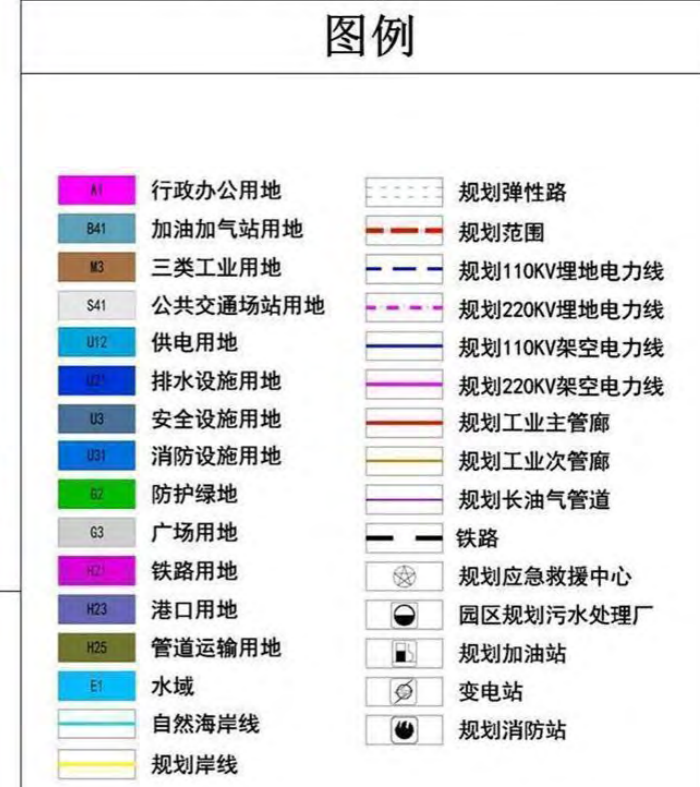 图例
A1 行政办公用地
B41 加油加气站用地
M3 三类工业用地
S41 公共交通场站用地
U12 供电用地
U21 排水设施用地
U3 安全设施用地
U31 消防设施用地
G2 防护绿地
G3 广场用地
H21 铁路用地
H23 港口用地
H25 管道运输用地
E1 水域
自然海岸线
规划岸线
规划弹性路
规划范围
规划110KV埋地电力线
规划220KV埋地电力线
规划110KV架空电力线
规划220KV架空电力线
规划工业主管廊
规划工业次管廊
规划长油气管道
铁路
规划应急救援中心
园区规划污水处理厂
规划加油站
变电站
规划消防站